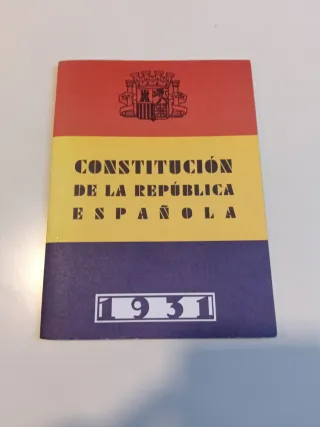 CONSTITUCIÓN
DE LA REPÚBLICA
ESPAÑOLA
1931